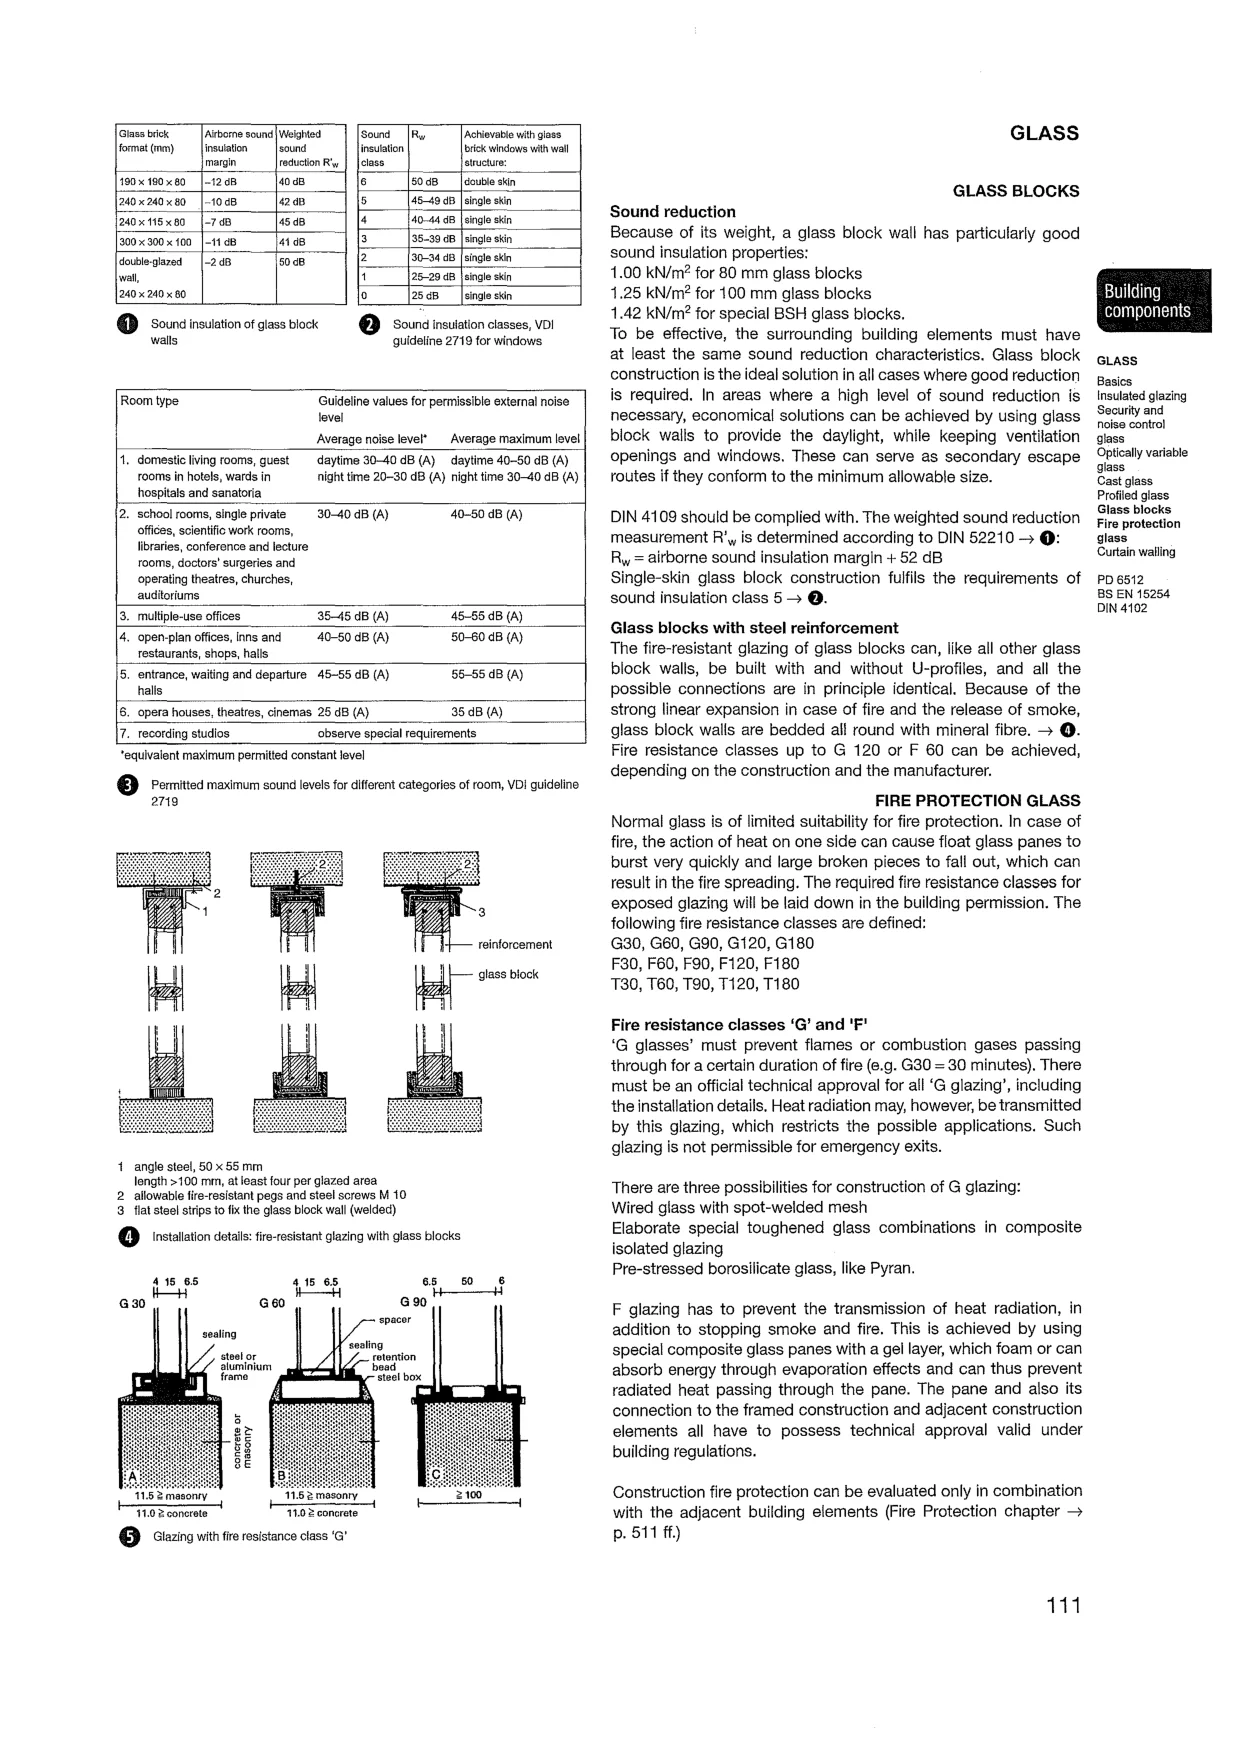 Glass brick format (mm) | Airborne sound insulation margin | Weighted sound reduction R'w
190 x 190 x 80 | –12 dB | 40 dB
240 x 240 x 80 | –10 dB | 42 dB
240 x 115 x 80 | –7 dB | 45 dB
300 x 300 x 100 | –11 dB | 41 dB
double-glazed wall, 240 x 240 x 80 | –2 dB | 50 dB
1 Sound insulation of glass block
walls
Sound insulation class | Rw | Achievable with glass brick windows with wall structure:
6 | 50 dB | double skin
5 | 45–49 dB | single skin
4 | 40–44 dB | single skin
3 | 35–39 dB | single skin
2 | 30–34 dB | single skin
1 | 25–29 dB | single skin
0 | 25 dB | single skin
2 Sound insulation classes, VDI
guideline 2719 for windows
Room type | Guideline values for permissible external noise
level
Average noise level* | Average maximum level
1. domestic living rooms, guest | daytime 30–40 dB (A) | daytime 40–50 dB (A)
rooms in hotels, wards in | night time 20–30 dB (A) | night time 30–40 dB (A)
hospitals and sanatoria
2. school rooms, single private | 30–40 dB (A) | 40–50 dB (A)
offices, scientific work rooms,
libraries, conference and lecture
rooms, doctors' surgeries and
operating theatres, churches,
auditoriums
3. multiple-use offices | 35–45 dB (A) | 45–55 dB (A)
4. open-plan offices, inns and | 40–50 dB (A) | 50–60 dB (A)
restaurants, shops, halls
5. entrance, waiting and departure | 45–55 dB (A) | 55–55 dB (A)
halls
6. opera houses, theatres, cinemas | 25 dB (A) | 35 dB (A)
7. recording studios | observe special requirements
*equivalent maximum permitted constant level
3 Permitted maximum sound levels for different categories of room, VDI guideline
2719
2
1
2
2
3
reinforcement
glass block
1 angle steel, 50 x 55 mm
length >100 mm, at least four per glazed area
2 allowable fire-resistant pegs and steel screws M 10
3 flat steel strips to fix the glass block wall (welded)
4 Installation details: fire-resistant glazing with glass blocks
4 15 6.5
G 30
sealing
steel or
aluminium
frame
concrete or
masonry
A
11.5 ≧ masonry
11.0 ≧ concrete
4 15 6.5
G 60
spacer
sealing
retention
bead
steel box
B
11.5 ≧ masonry
11.0 ≧ concrete
6.5 50 6
G 90
C
≧ 100
5 Glazing with fire resistance class 'G'
GLASS
GLASS BLOCKS
Sound reduction
Because of its weight, a glass block wall has particularly good
sound insulation properties:
1.00 kN/m² for 80 mm glass blocks
1.25 kN/m² for 100 mm glass blocks
1.42 kN/m² for special BSH glass blocks.
To be effective, the surrounding building elements must have
at least the same sound reduction characteristics. Glass block
construction is the ideal solution in all cases where good reduction
is required. In areas where a high level of sound reduction is
necessary, economical solutions can be achieved by using glass
block walls to provide the daylight, while keeping ventilation
openings and windows. These can serve as secondary escape
routes if they conform to the minimum allowable size.
DIN 4109 should be complied with. The weighted sound reduction
measurement R'w is determined according to DIN 52210 → 1:
Rw = airborne sound insulation margin + 52 dB
Single-skin glass block construction fulfils the requirements of
sound insulation class 5 → 2.
Glass blocks with steel reinforcement
The fire-resistant glazing of glass blocks can, like all other glass
block walls, be built with and without U-profiles, and all the
possible connections are in principle identical. Because of the
strong linear expansion in case of fire and the release of smoke,
glass block walls are bedded all round with mineral fibre. → 4.
Fire resistance classes up to G 120 or F 60 can be achieved,
depending on the construction and the manufacturer.
FIRE PROTECTION GLASS
Normal glass is of limited suitability for fire protection. In case of
fire, the action of heat on one side can cause float glass panes to
burst very quickly and large broken pieces to fall out, which can
result in the fire spreading. The required fire resistance classes for
exposed glazing will be laid down in the building permission. The
following fire resistance classes are defined:
G30, G60, G90, G120, G180
F30, F60, F90, F120, F180
T30, T60, T90, T120, T180
Fire resistance classes 'G' and 'F'
'G glasses' must prevent flames or combustion gases passing
through for a certain duration of fire (e.g. G30 = 30 minutes). There
must be an official technical approval for all 'G glazing', including
the installation details. Heat radiation may, however, be transmitted
by this glazing, which restricts the possible applications. Such
glazing is not permissible for emergency exits.
There are three possibilities for construction of G glazing:
Wired glass with spot-welded mesh
Elaborate special toughened glass combinations in composite
isolated glazing
Pre-stressed borosilicate glass, like Pyran.
F glazing has to prevent the transmission of heat radiation, in
addition to stopping smoke and fire. This is achieved by using
special composite glass panes with a gel layer, which foam or can
absorb energy through evaporation effects and can thus prevent
radiated heat passing through the pane. The pane and also its
connection to the framed construction and adjacent construction
elements all have to possess technical approval valid under
building regulations.
Construction fire protection can be evaluated only in combination
with the adjacent building elements (Fire Protection chapter →
p. 511 ff.)
Building
components
GLASS
Basics
Insulated glazing
Security and
noise control
glass
Optically variable
glass
Cast glass
Profiled glass
Glass blocks
Fire protection
glass
Curtain walling
PD 6512
BS EN 15254
DIN 4102
111